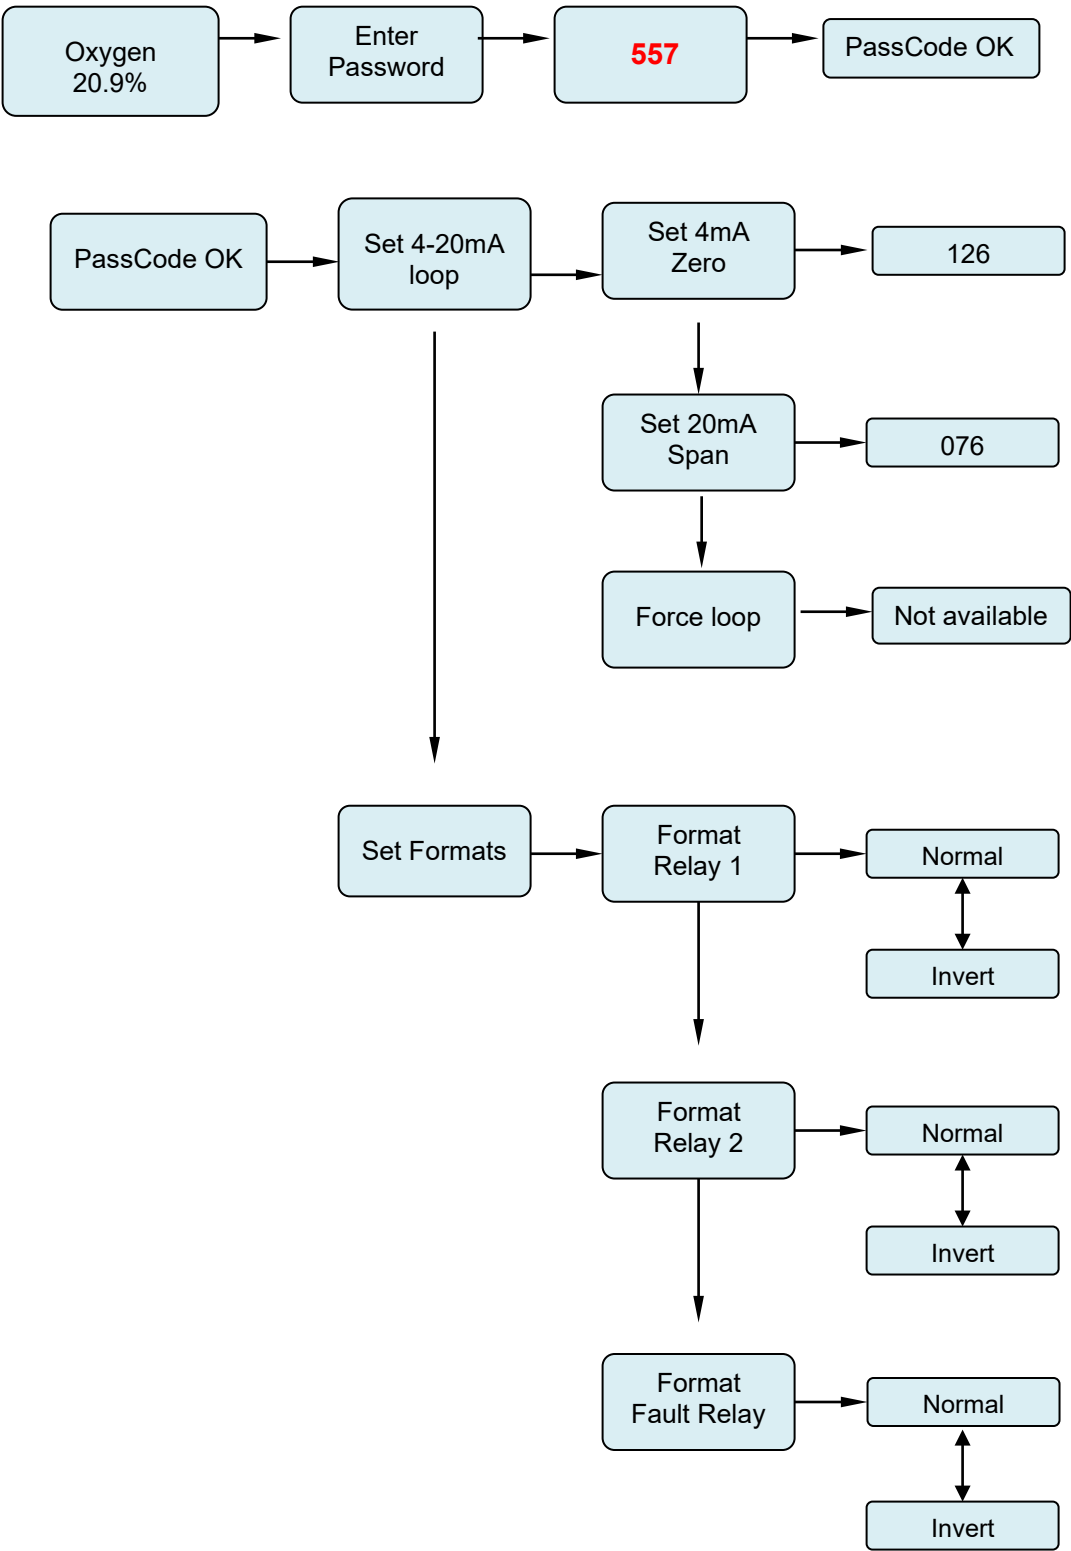 Oxygen
20.9%
Enter
Password
557
PassCode OK
PassCode OK
Set 4-20mA
loop
Set 4mA
Zero
126
Set 20mA
Span
076
Force loop
Not available
Set Formats
Format
Relay 1
Normal
Invert
Format
Relay 2
Normal
Invert
Format
Fault Relay
Normal
Invert